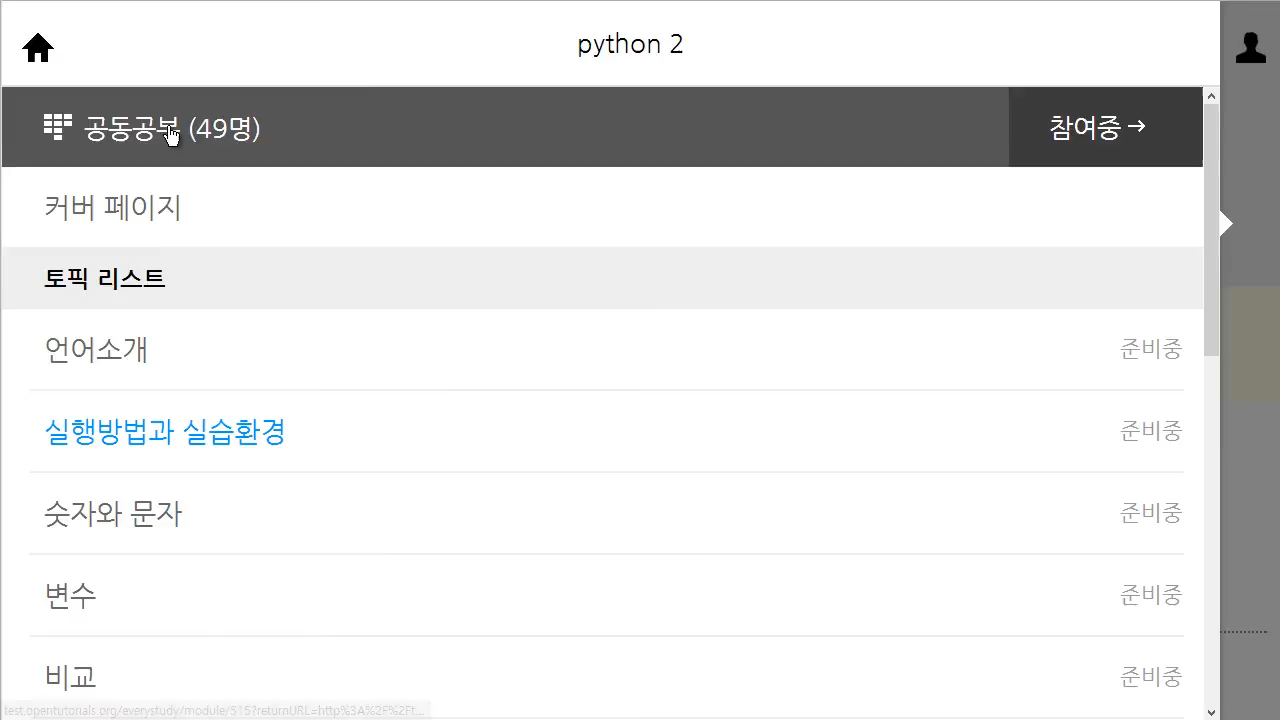 python 2
공동공부 (49명)
참여중 →
커버 페이지
토픽 리스트
언어소개
준비중
실행방법과 실습환경
준비중
숫자와 문자
준비중
변수
준비중
비교
준비중
test.opentutorials.org/everystudy/module/515?returnURL=http%3A%2F%2Ft...